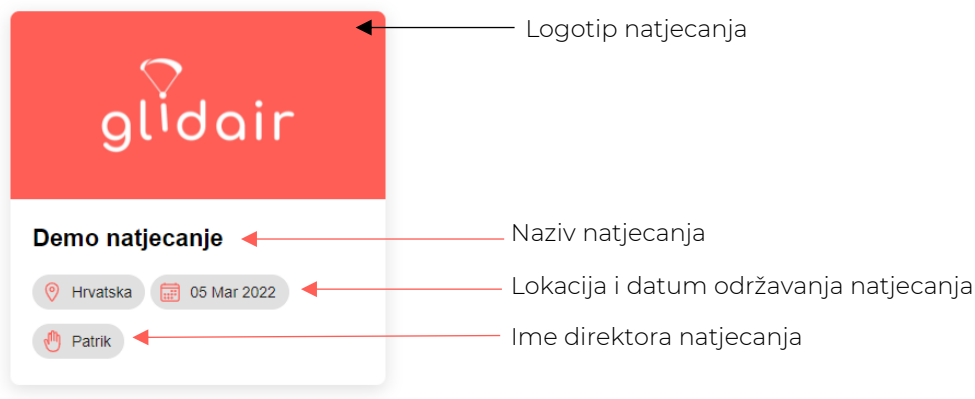 Logotip natjecanja
glidair
Demo natjecanje
Naziv natjecanja
Hrvatska
05 Mar 2022
Lokacija i datum održavanja natjecanja
Patrik
Ime direktora natjecanja